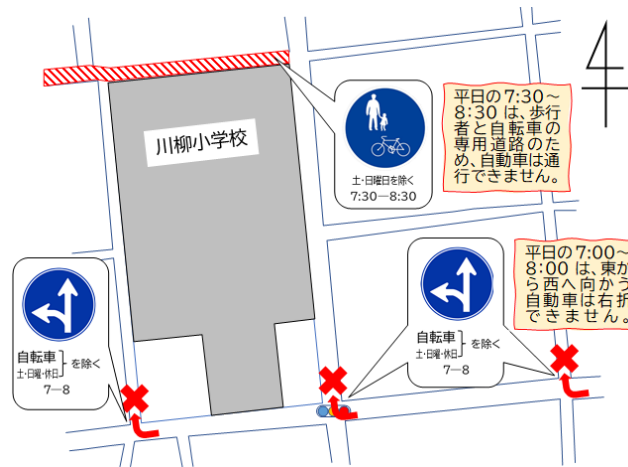 川柳小学校
土・日曜日を除く
7:30―8:30
平日の7:30～
8:30 は、歩行
者と自転車の
専用道路のた
め、自動車は通
行できません。
自転車
土・日曜・休日
を除く
7―8
自転車
土・日曜・休日
を除く
7―8
平日の7:00～
8:00 は、東か
ら西へ向かう
自動車は右折
できません。